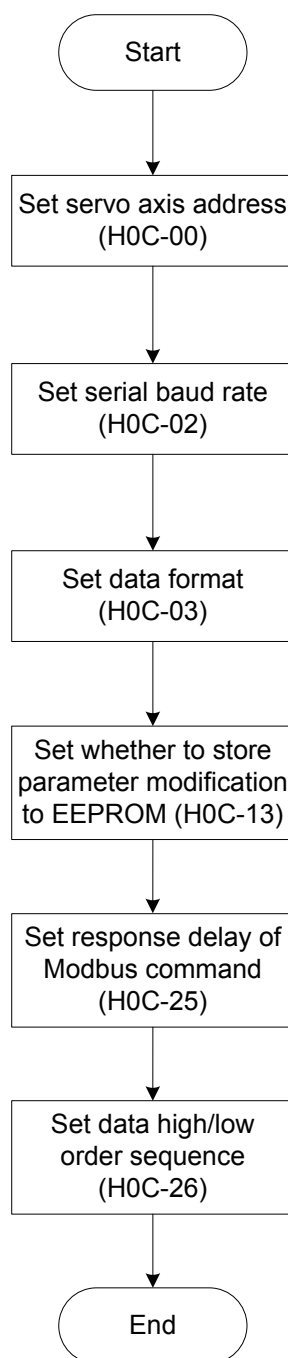 Start
Set servo axis address
(H0C-00)
Set serial baud rate
(H0C-02)
Set data format
(H0C-03)
Set whether to store
parameter modification
to EEPROM (H0C-13)
Set response delay of
Modbus command
(H0C-25)
Set data high/low
order sequence
(H0C-26)
End